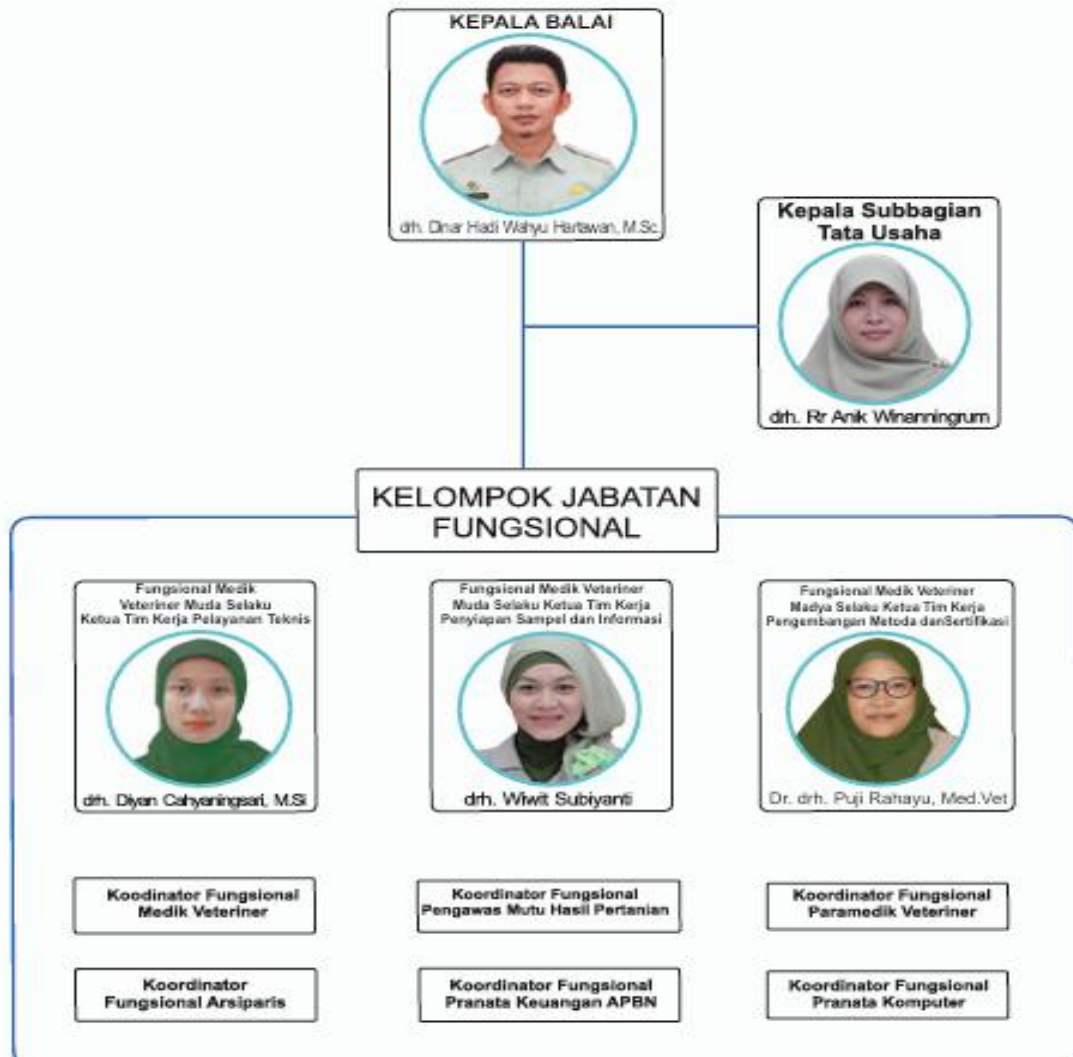 KEPALA BALAI
drh. Dinar Hadi Wahyu Hartawan, M.Sc.
Kepala Subbagian
Tata Usaha
drh. Rr Anik Winanningrum
KELOMPOK JABATAN
FUNGSIONAL
Fungsional Medik
Veteriner Muda Selaku
Ketua Tim Kerja Pelayanan Teknis
drh. Diyan Cahyaningsari, M.Si
Fungsional Medik Veteriner
Muda Selaku Ketua Tim Kerja
Penyiapan Sampel dan Informasi
drh. Wiwit Subiyanti
Fungsional Medik Veteriner
Madya Selaku Ketua Tim Kerja
Pengembangan Metoda danSertifikasi
Dr. drh. Puji Rahayu, Med.Vet
Koodinator Fungsional
Medik Veteriner
Koordinator Fungsional
Pengawas Mutu Hasil Pertanian
Koordinator Fungsional
Paramedik Veteriner
Koordinator
Fungsional Arsiparis
Koordinator Fungsional
Pranata Keuangan APBN
Koordinator Fungsional
Pranata Komputer